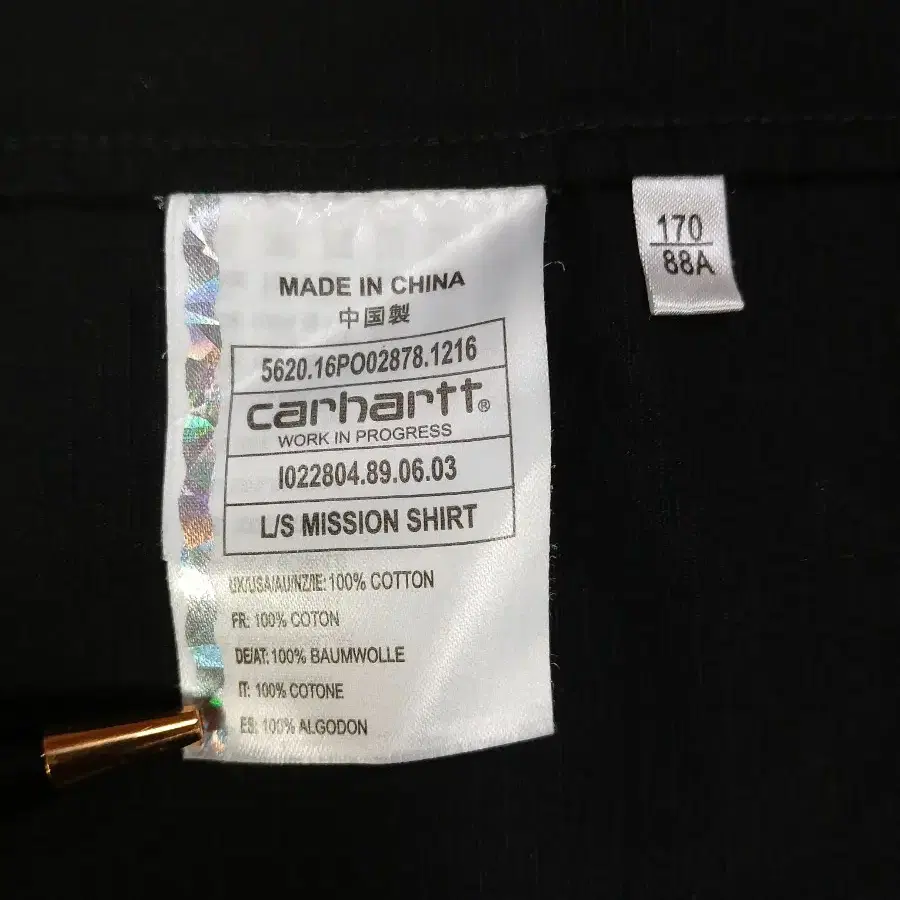 MADE IN CHINA
中国製
5620.16PO02878.1216
carhartt®
WORK IN PROGRESS
I022804.89.06.03
L/S MISSION SHIRT
UK/USA/AU/NZ/IE: 100% COTTON
FR: 100% COTON
DE/AT: 100% BAUMWOLLE
IT: 100% COTONE
ES: 100% ALGODON
170
88A